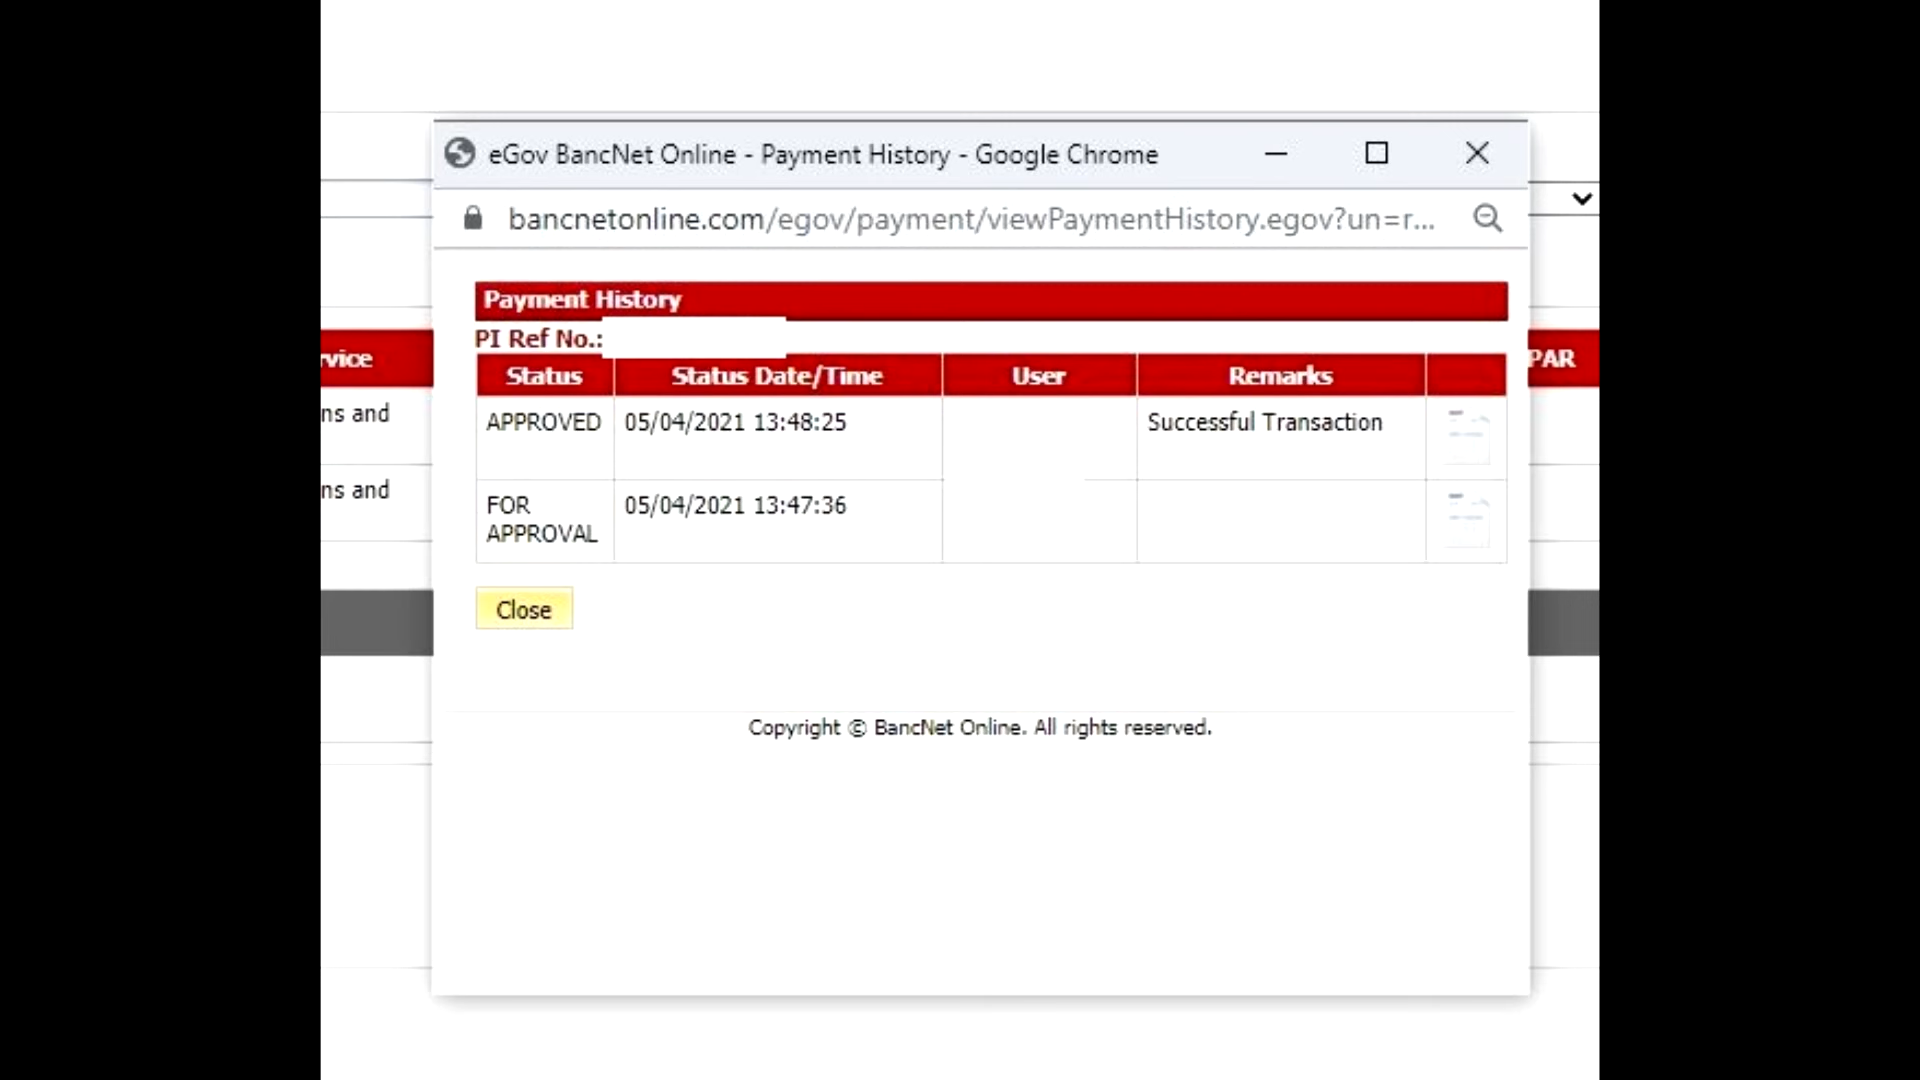 eGov BancNet Online - Payment History - Google Chrome
bancnetonline.com/egov/payment/viewPaymentHistory.egov?un=r...
Payment History
PI Ref No.:
Status Status Date/Time User Remarks
APPROVED 05/04/2021 13:48:25 Successful Transaction
FOR APPROVAL 05/04/2021 13:47:36
Close
Copyright © BancNet Online. All rights reserved.
rvice
ns and
ns and
PAR